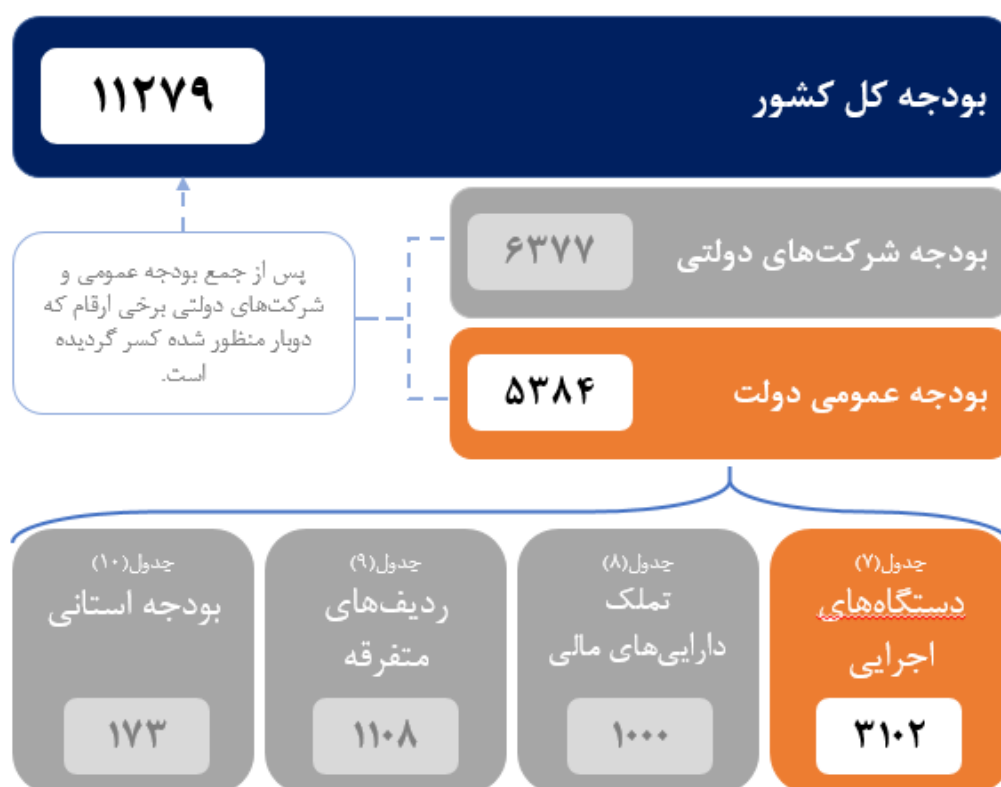 بودجه کل کشور
۱۱۲۷۹
بودجه شرکت‌های دولتی
۶۳۷۷
پس از جمع بودجه عمومی و
شرکت‌های دولتی برخی ارقام که
دوبار منظور شده کسر گردیده
است.
بودجه عمومی دولت
۵۳۸۴
جدول(۷)
دستگاه‌های
اجرایی
۳۱۰۲
جدول(۸)
تملک
دارایی‌های مالی
۱۰۰۰
جدول(۹)
ردیف‌های
متفرقه
۱۱۰۸
جدول(۱۰)
بودجه استانی
۱۷۳